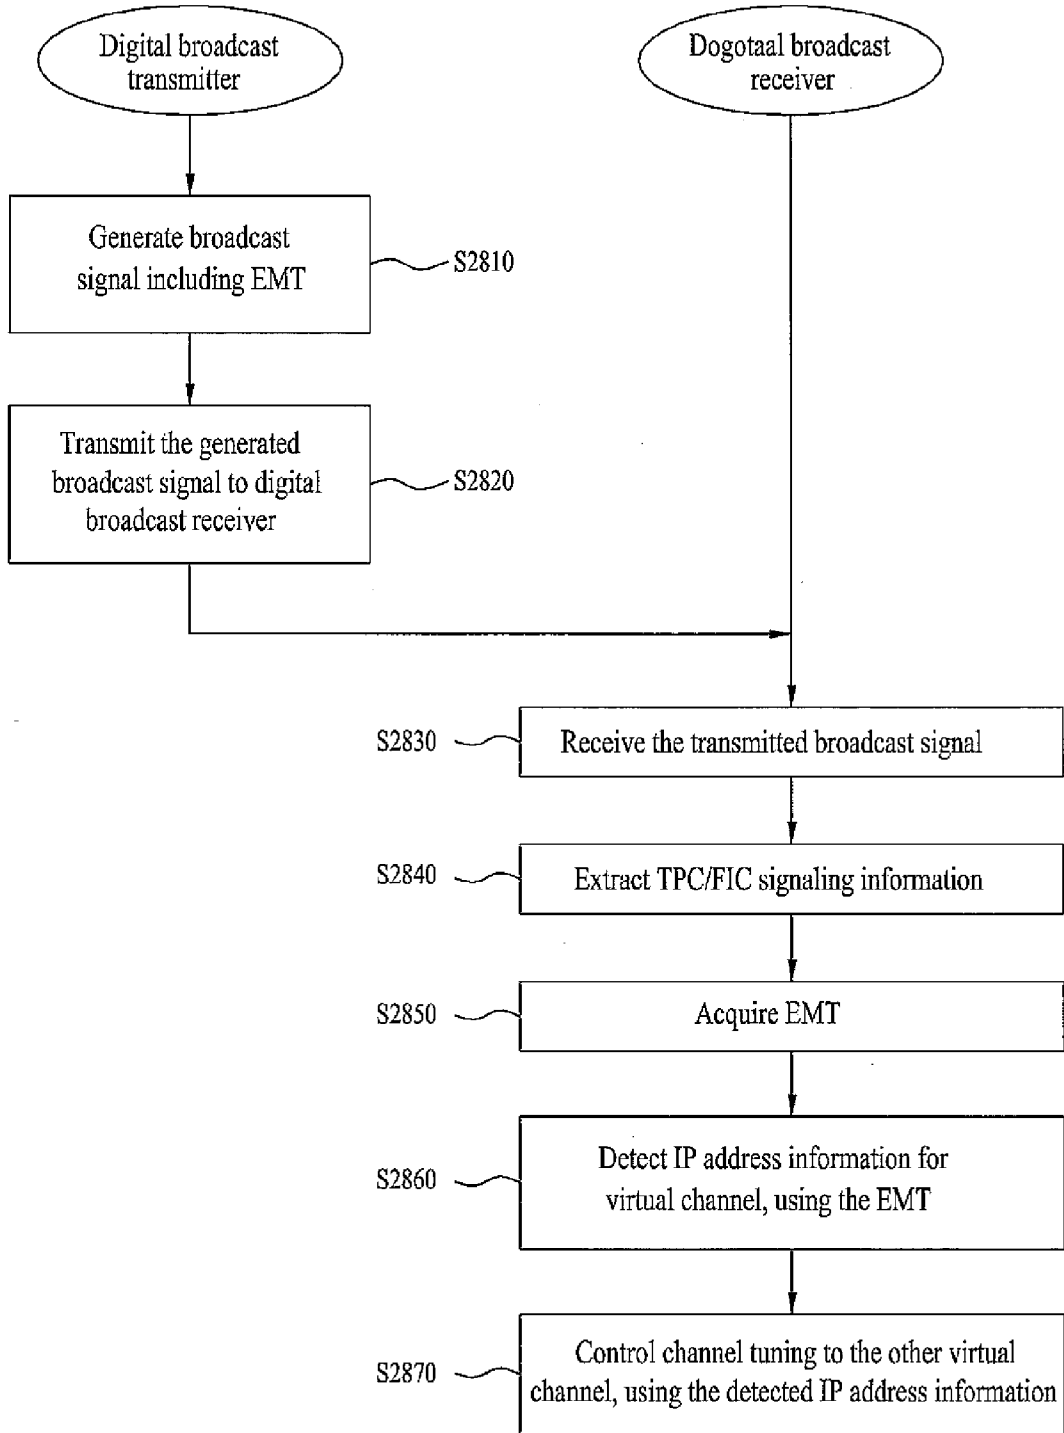 Digital broadcast
transmitter
Dogotaal broadcast
receiver
Generate broadcast
signal including EMT
S2810
Transmit the generated
broadcast signal to digital
broadcast receiver
S2820
S2830
Receive the transmitted broadcast signal
S2840
Extract TPC/FIC signaling information
S2850
Acquire EMT
S2860
Detect IP address information for
virtual channel, using the EMT
S2870
Control channel tuning to the other virtual
channel, using the detected IP address information